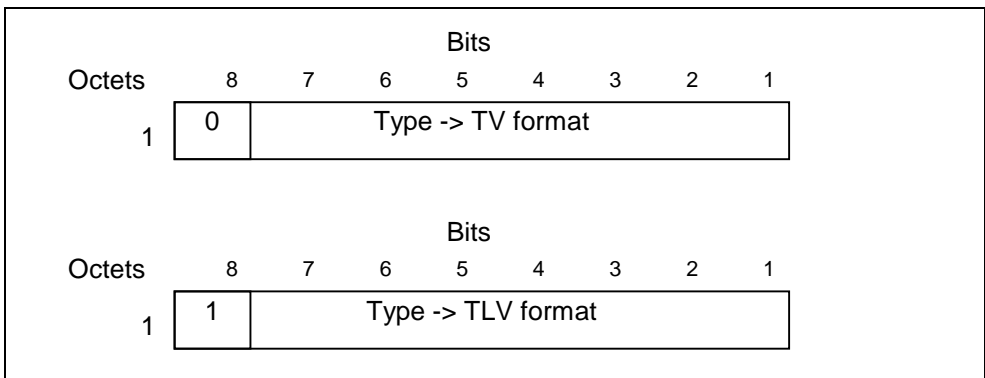 Bits
Octets 8 7 6 5 4 3 2 1
1 0 Type -> TV format
Bits
Octets 8 7 6 5 4 3 2 1
1 1 Type -> TLV format